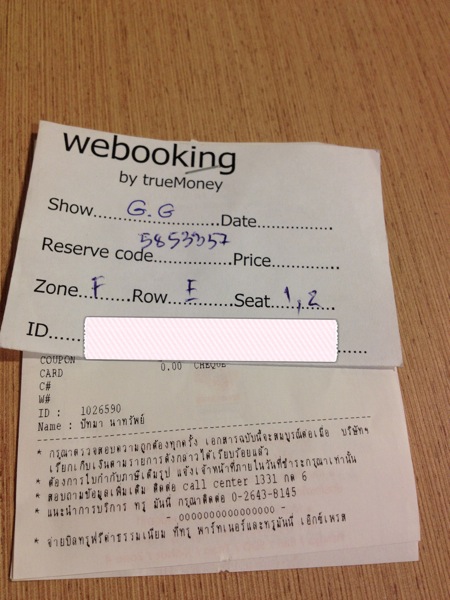 webooking
by trueMoney
Show......G.G..................Date...............
Reserve code...5853357...Price.............
Zone..F.....Row...E.....Seat..1,2...
ID....................
COUPON
CARD 0.00 CHEQUE
C#
W#
ID : 1026590
Name : ปัทมา นาทรัพย์
* กรุณาตรวจสอบความถูกต้องทุกครั้ง เอกสารฉบับนี้จะสมบูรณ์ต่อเมื่อ บริษัทฯ
เรียกเก็บเงินตามรายการดังกล่าวได้เรียบร้อยแล้ว
* ต้องการใบกำกับภาษีเต็มรูป แจ้งเจ้าหน้าที่ภายในวันที่ชำระกรุณาเท่านั้น
* สอบถามข้อมูลเพิ่มเติม ติดต่อ call center 1331 กด 6
* แนะนำการบริการ ทรู มันนี่ กรุณาติดต่อ 0-2643-8145
- 0000000000000000 -
* จ่ายบิลทรูฟรีค่าธรรมเนียม ที่ทรู พาร์ทเนอร์และทรูมันนี่ เอ็กซ์เพรส